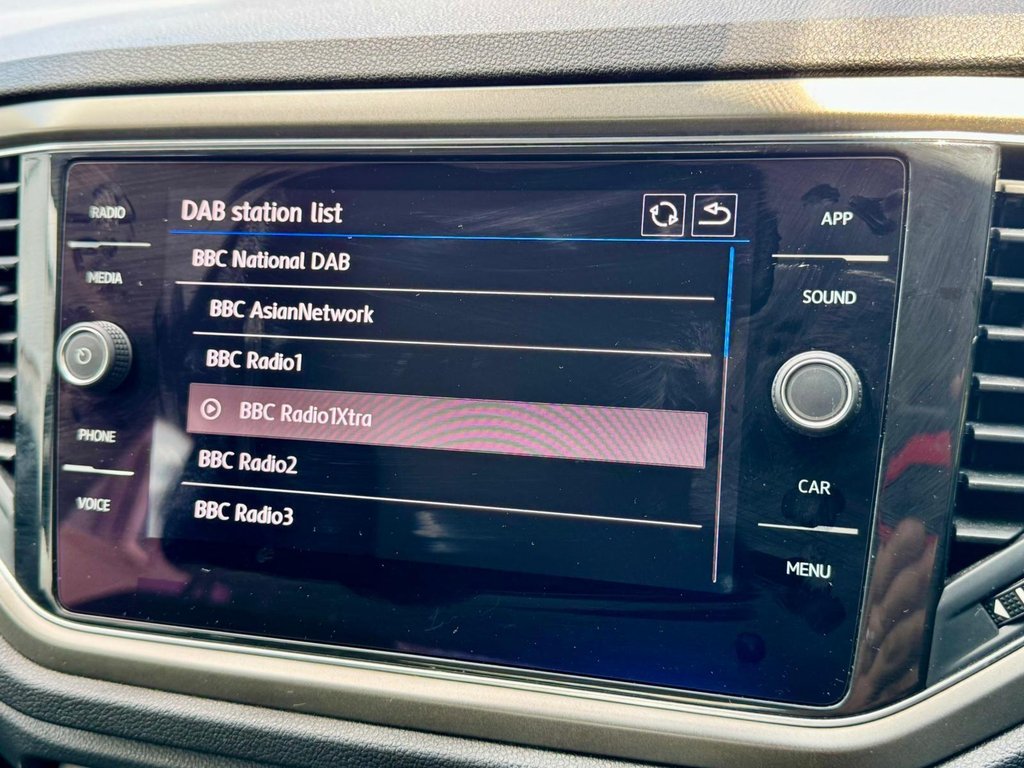 RADIO
MEDIA
PHONE
VOICE
DAB station list
BBC National DAB
BBC AsianNetwork
BBC Radio1
BBC Radio1Xtra
BBC Radio2
BBC Radio3
APP
SOUND
CAR
MENU